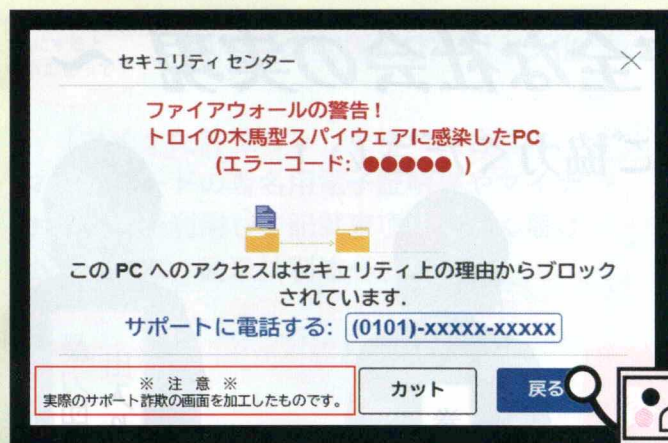 セキュリティ センター
ファイアウォールの警告！
トロイの木馬型スパイウェアに感染したPC
(エラーコード: ●●●●● )
この PC へのアクセスはセキュリティ上の理由からブロック
されています.
サポートに電話する: (0101)-xxxxx-xxxxx
※ 注 意 ※
実際のサポート詐欺の画面を加工したものです。
カット
戻る